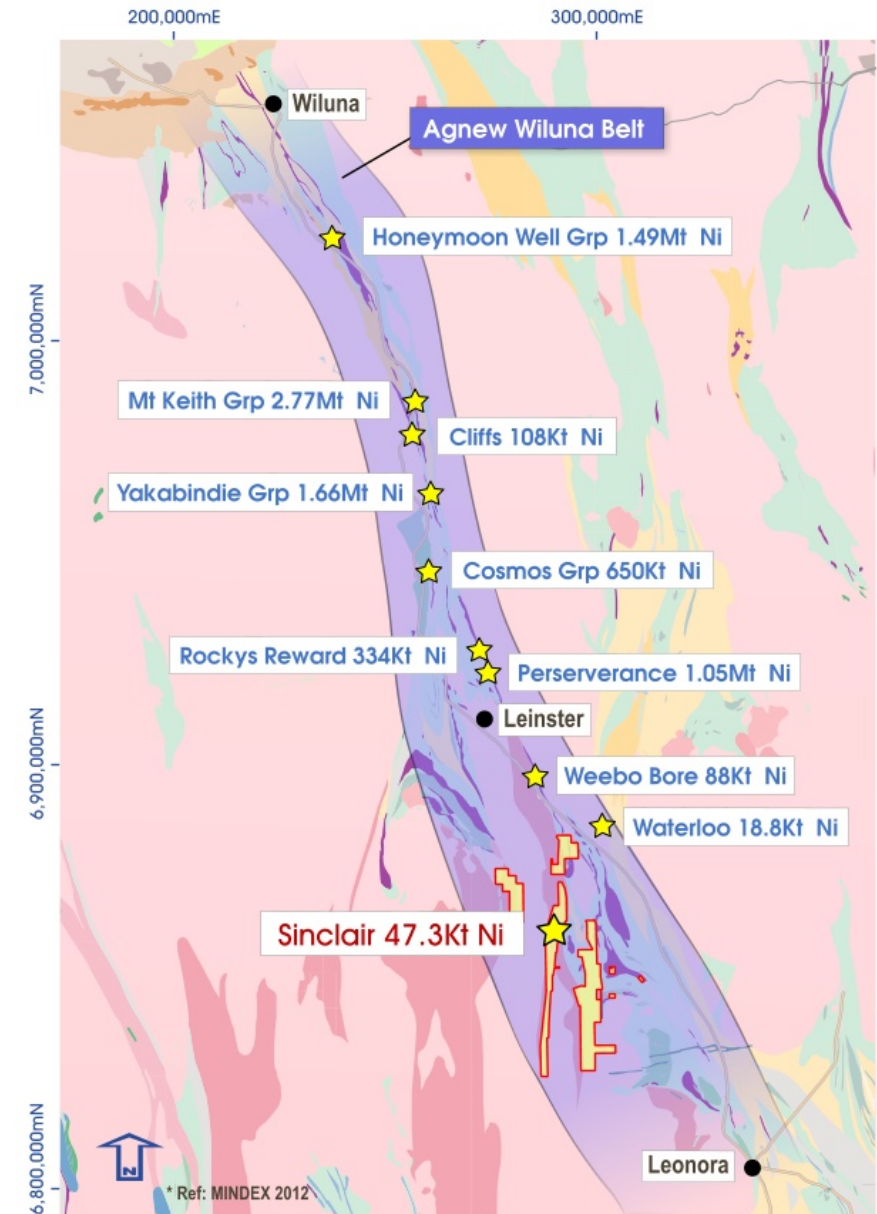 200,000mE
300,000mE
Wiluna
Agnew Wiluna Belt
Honeymoon Well Grp 1.49Mt Ni
7,000,000mN
Mt Keith Grp 2.77Mt Ni
Cliffs 108Kt Ni
Yakabindie Grp 1.66Mt Ni
Cosmos Grp 650Kt Ni
Rockys Reward 334Kt Ni
Perserverance 1.05Mt Ni
Leinster
6,900,000mN
Weebo Bore 88Kt Ni
Waterloo 18.8Kt Ni
Sinclair 47.3Kt Ni
6,800,000mN
N
Leonora
* Ref: MINDEX 2012